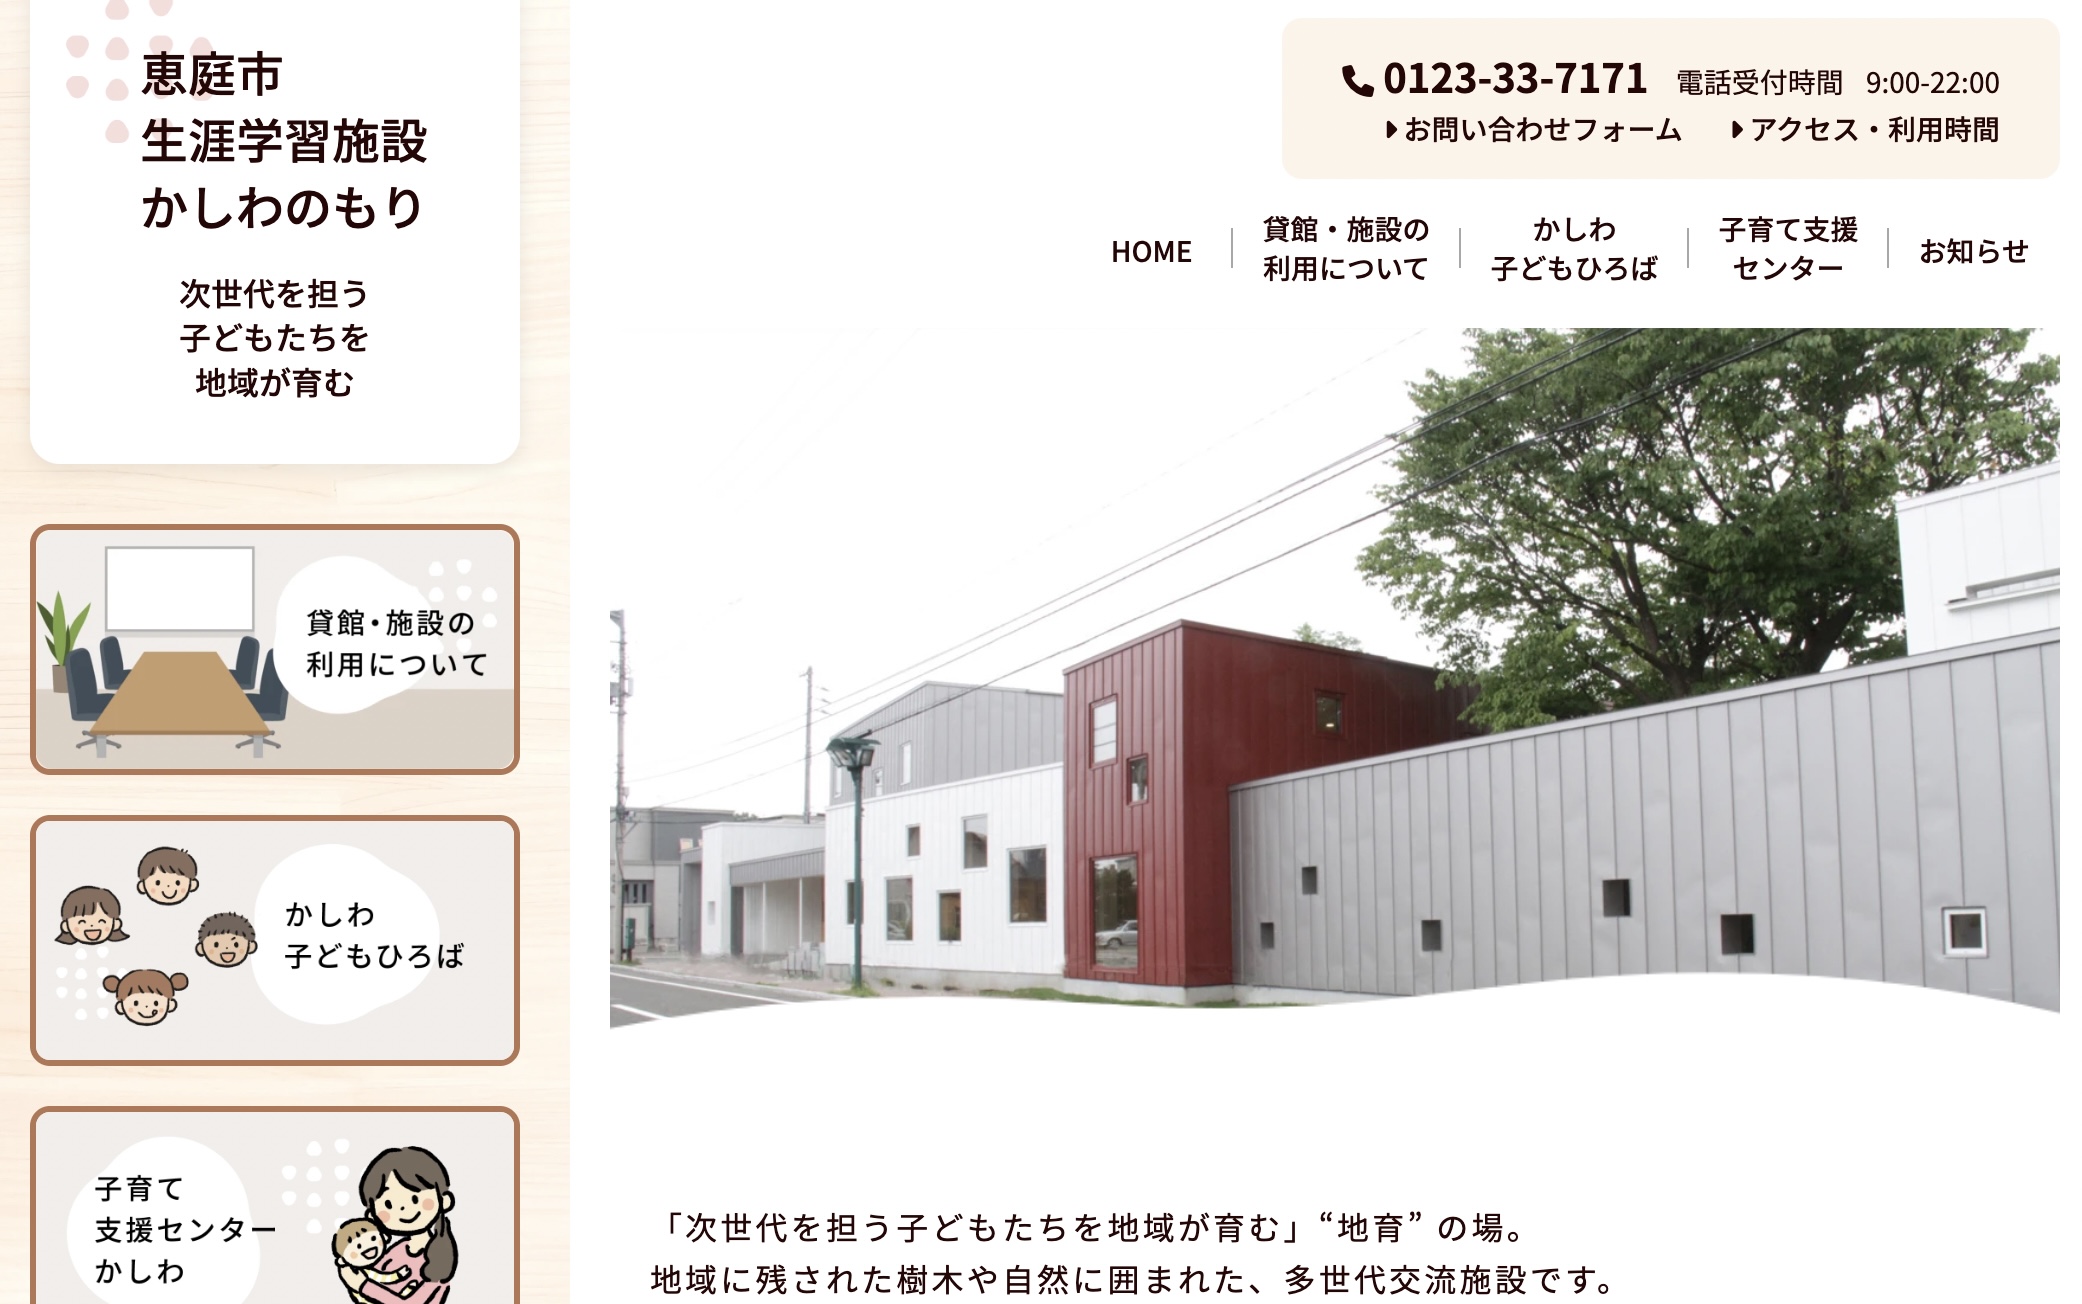 恵庭市
生涯学習施設
かしわのもり
次世代を担う
子どもたちを
地域が育む
貸館・施設の
利用について
かしわ
子どもひろば
子育て
支援センター
かしわ
0123-33-7171 電話受付時間 9:00-22:00
お問い合わせフォーム アクセス・利用時間
HOME
貸館・施設の
利用について
かしわ
子どもひろば
子育て支援
センター
お知らせ
「次世代を担う子どもたちを地域が育む」“地育” の場。
地域に残された樹木や自然に囲まれた、多世代交流施設です。